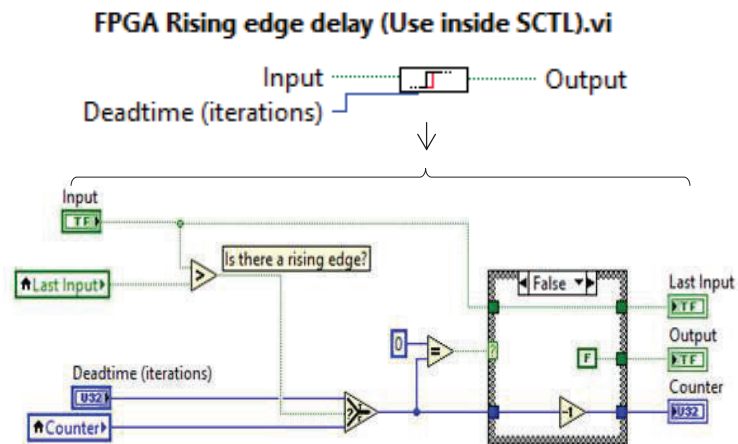 FPGA Rising edge delay (Use inside SCTL).vi
Input
Output
Deadtime (iterations)
Input
TF
Is there a rising edge?
>
Last Input
False
Last Input
TF
0
=
?
Output
F
TF
Deadtime (iterations)
U32
?
Counter
-1
Counter
U32